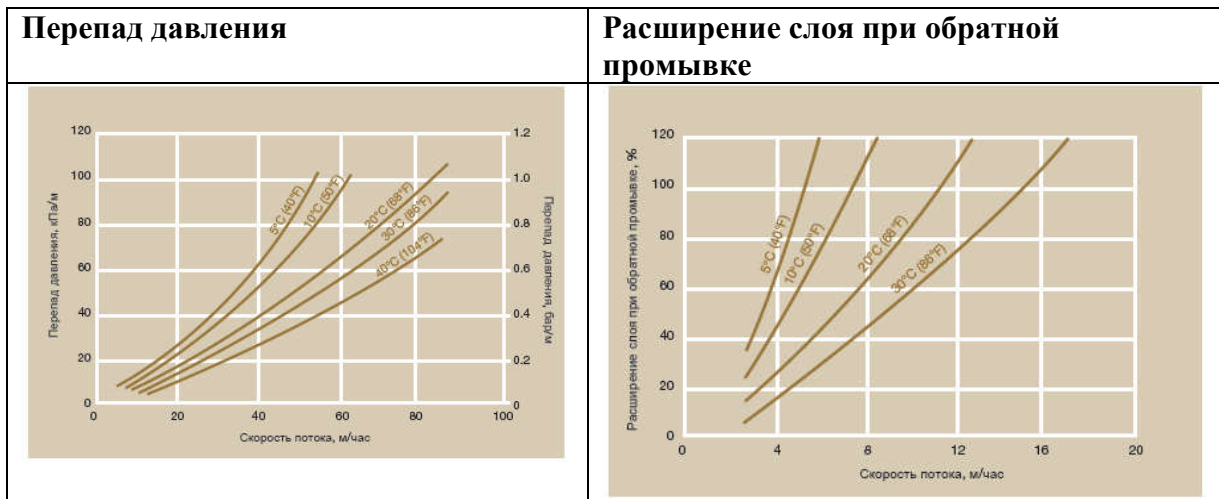 Перепад давления
Расширение слоя при обратной
промывке
120
100
80
60
40
20
0
1.2
1.0
0.8
0.6
0.4
0.2
0
0
20
40
60
80
100
Перепад давления, кПа/м
Перепад давления, бар/м
Скорость потока, м/час
5°C (40°F)
10°C (50°F)
20°C (68°F)
30°C (86°F)
40°C (104°F)
120
100
80
60
40
20
0
0
4
8
12
16
20
Расширение слоя при обратной промывке, %
Скорость потока, м/час
5°C (40°F)
10°C (50°F)
20°C (68°F)
30°C (86°F)